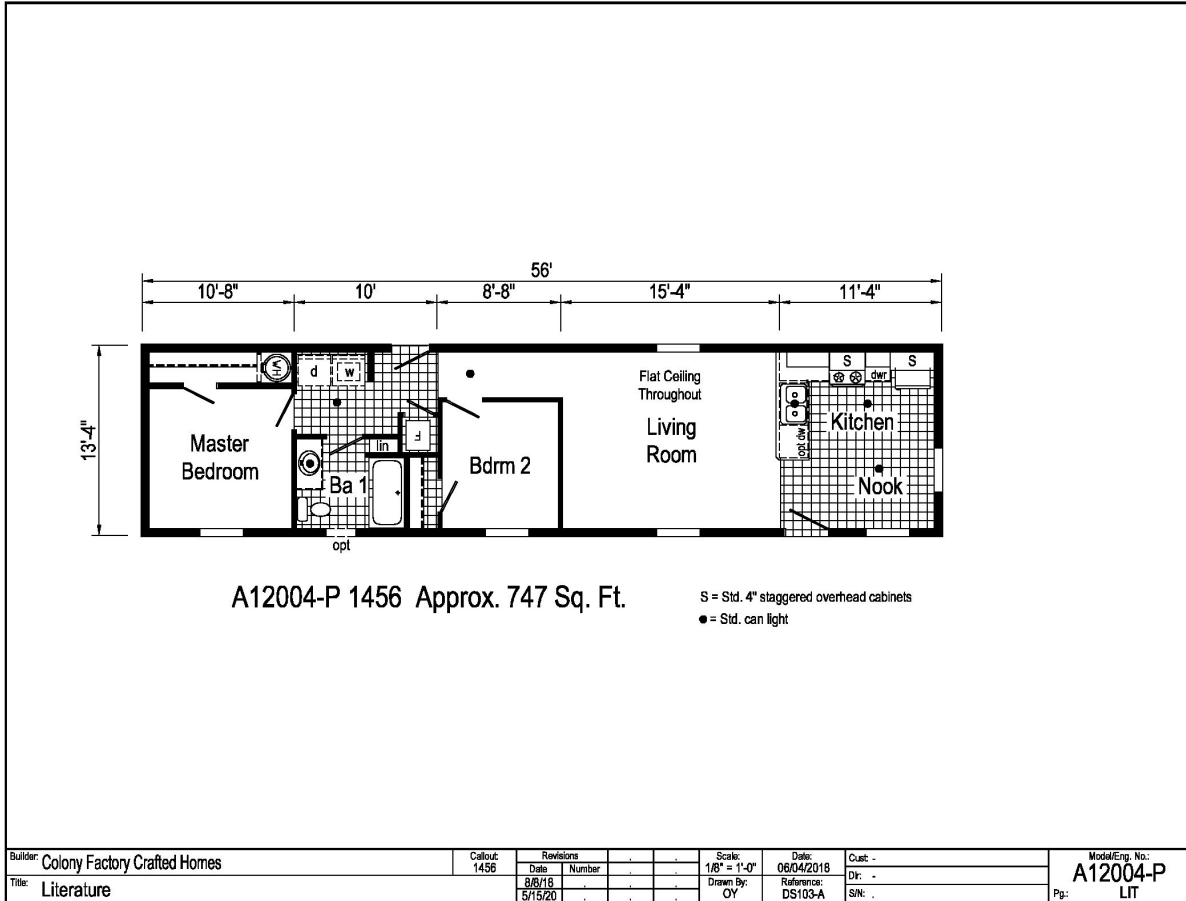 56'
10'-8" 10' 8'-8" 15'-4" 11'-4"
13'-4"
WH
d w
S S
dwr
Flat Ceiling
Throughout
Living
Room
Kitchen
opt dw
Master
Bedroom
F
lin
Ba 1
Bdrm 2
Nook
opt
A12004-P 1456 Approx. 747 Sq. Ft.
S = Std. 4" staggered overhead cabinets
● = Std. can light
Builder: Colony Factory Crafted Homes
Title: Literature
Callout: 1456
Revisions
Date Number
8/8/18
5/15/20
Scale: 1/8" = 1'-0"
Drawn By: OY
Date: 06/04/2018
Reference: DS103-A
Cust: -
Dir: -
S/N: .
Model/Eng. No.:
A12004-P
Pg.: LIT